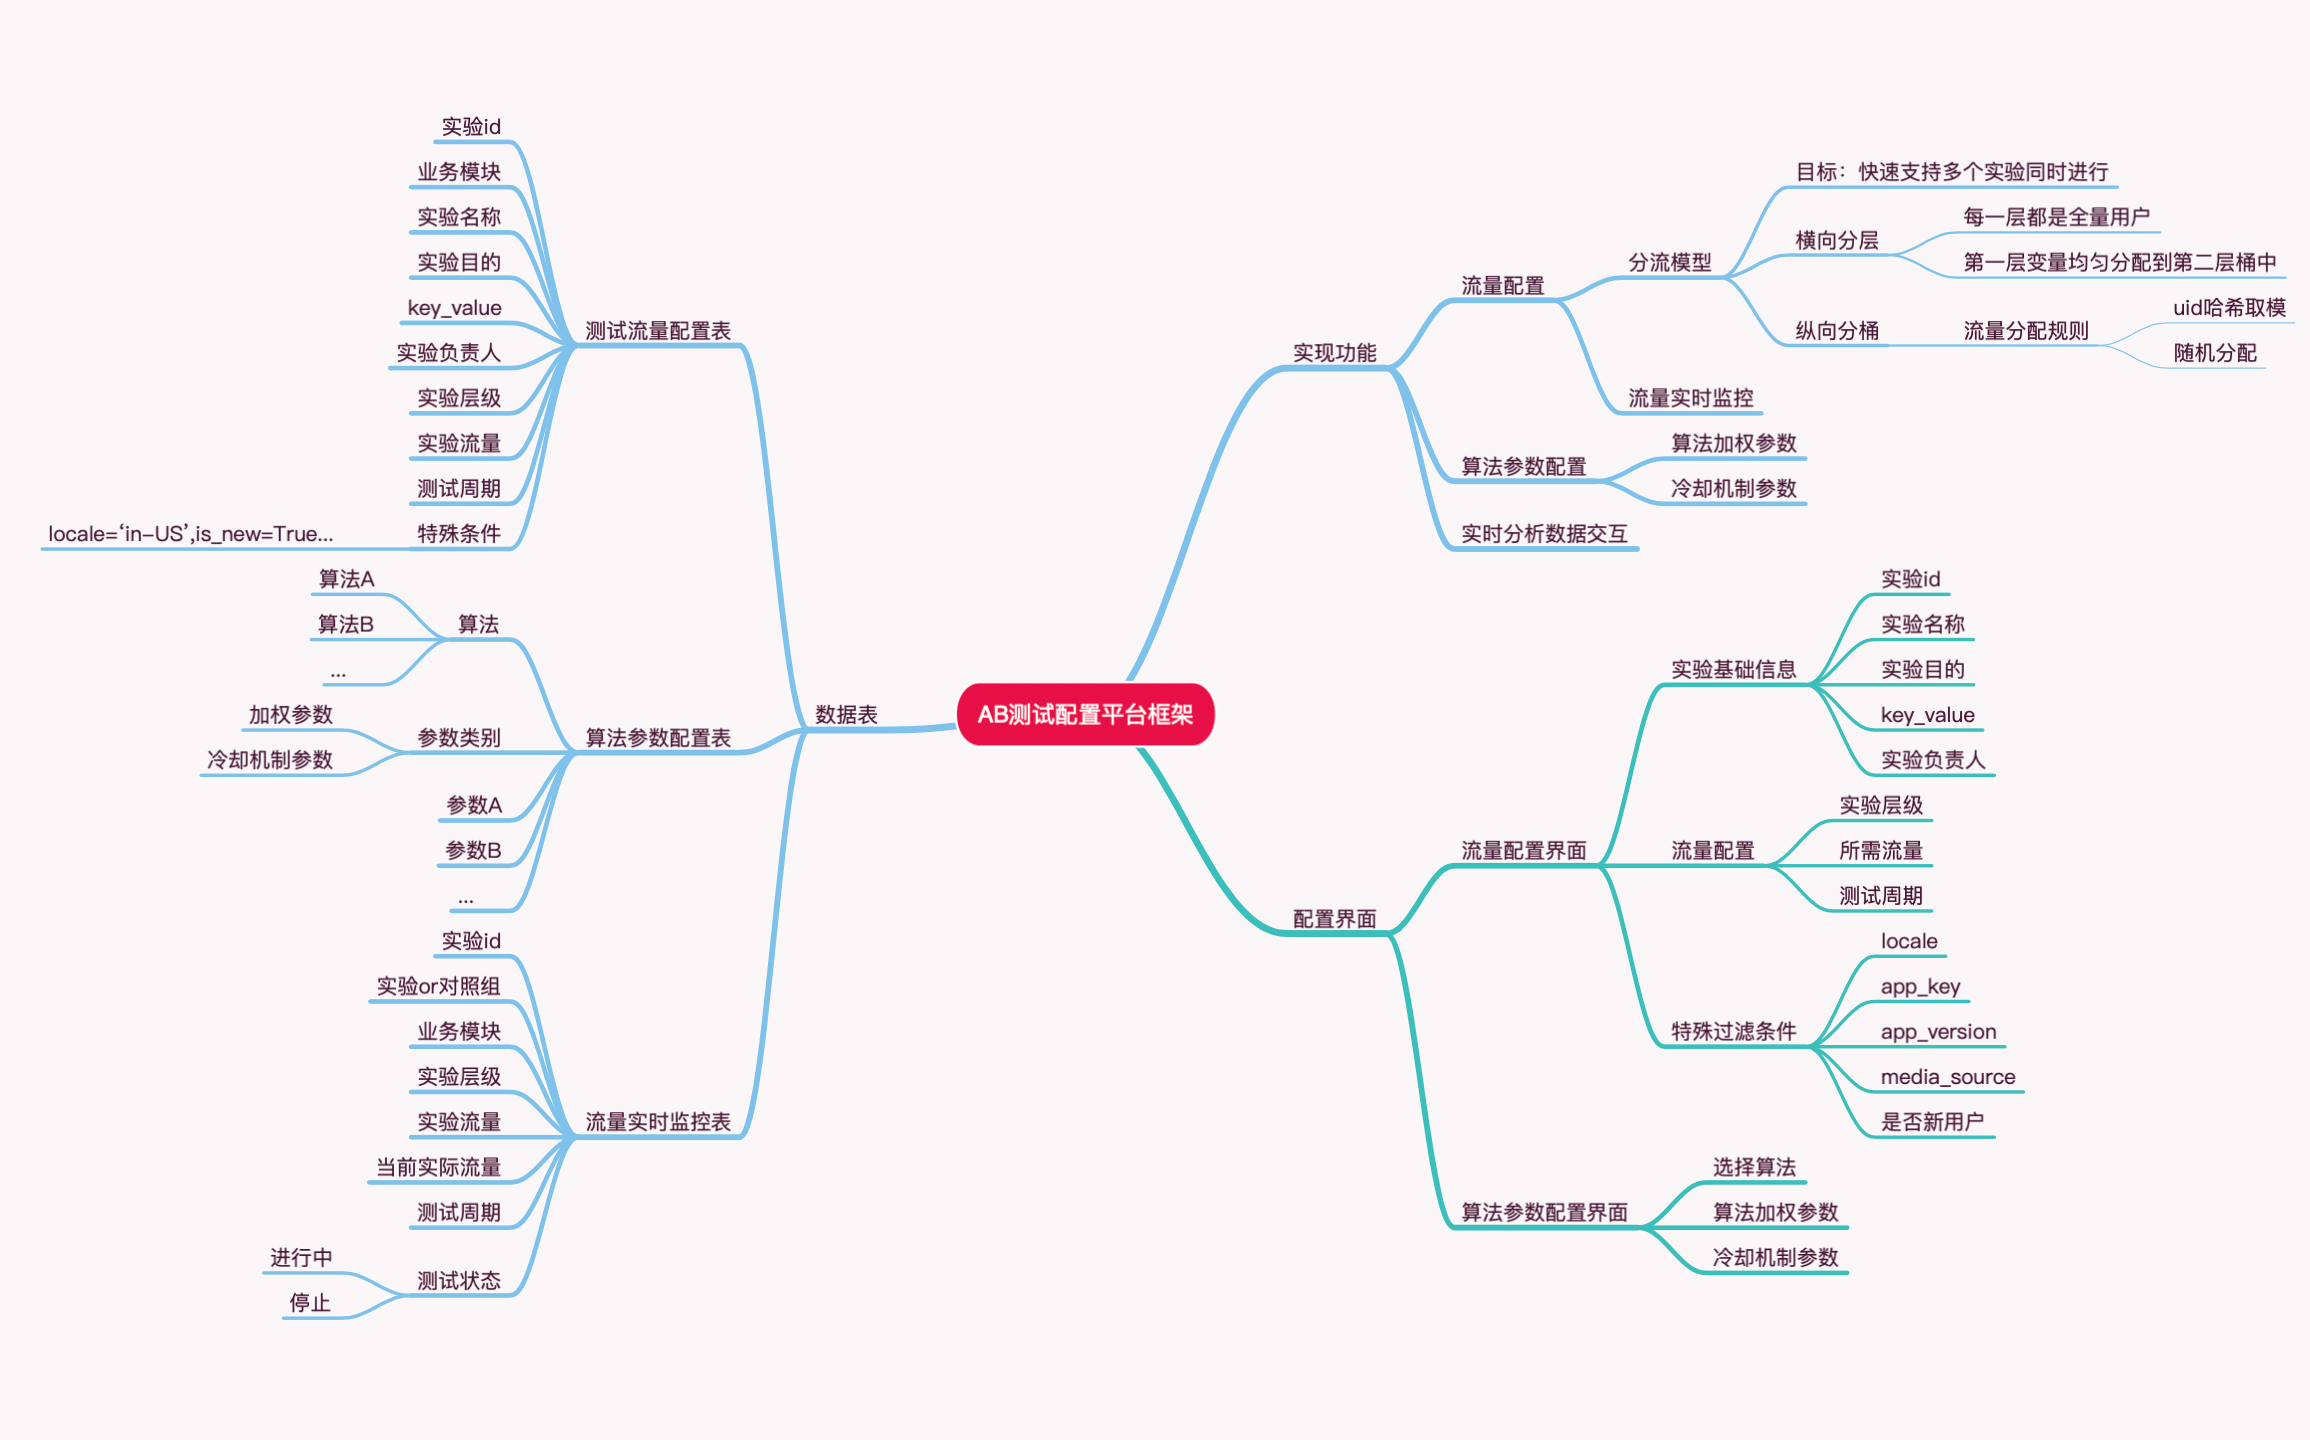 AB测试配置平台框架
实现功能
流量配置
分流模型
目标：快速支持多个实验同时进行
横向分层
每一层都是全量用户
第一层变量均匀分配到第二层桶中
纵向分桶
流量分配规则
uid哈希取模
随机分配
流量实时监控
算法参数配置
算法加权参数
冷却机制参数
实时分析数据交互
配置界面
流量配置界面
实验基础信息
实验id
实验名称
实验目的
key_value
实验负责人
流量配置
实验层级
所需流量
测试周期
特殊过滤条件
locale
app_key
app_version
media_source
是否新用户
算法参数配置界面
选择算法
算法加权参数
冷却机制参数
数据表
测试流量配置表
实验id
业务模块
实验名称
实验目的
key_value
实验负责人
实验层级
实验流量
测试周期
特殊条件
locale=‘in-US’,is_new=True...
算法参数配置表
算法
算法A
算法B
...
参数类别
加权参数
冷却机制参数
参数A
参数B
...
流量实时监控表
实验id
实验or对照组
业务模块
实验层级
实验流量
当前实际流量
测试周期
测试状态
进行中
停止